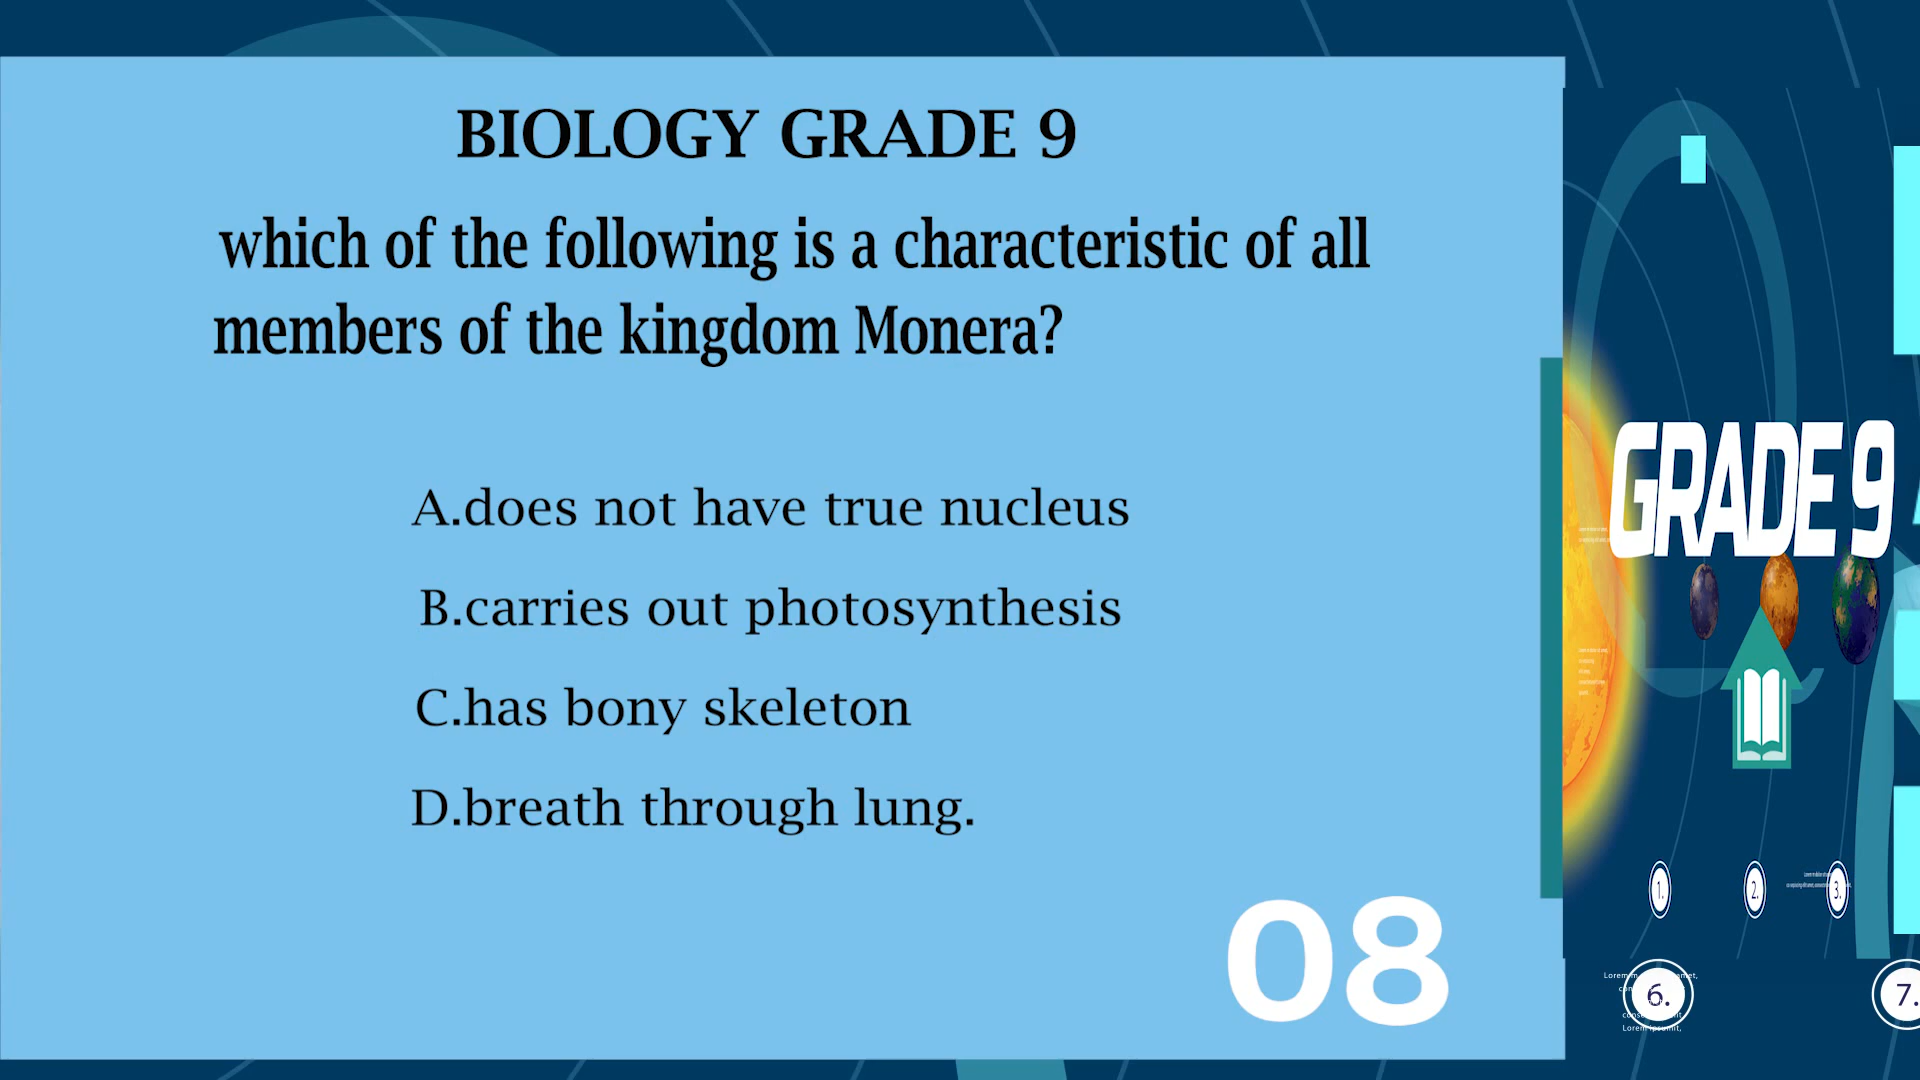 BIOLOGY GRADE 9
which of the following is a characteristic of all
members of the kingdom Monera?
A.does not have true nucleus
B.carries out photosynthesis
C.has bony skeleton
D.breath through lung.
08
GRADE 9
1.
2.
3.
6.
7.